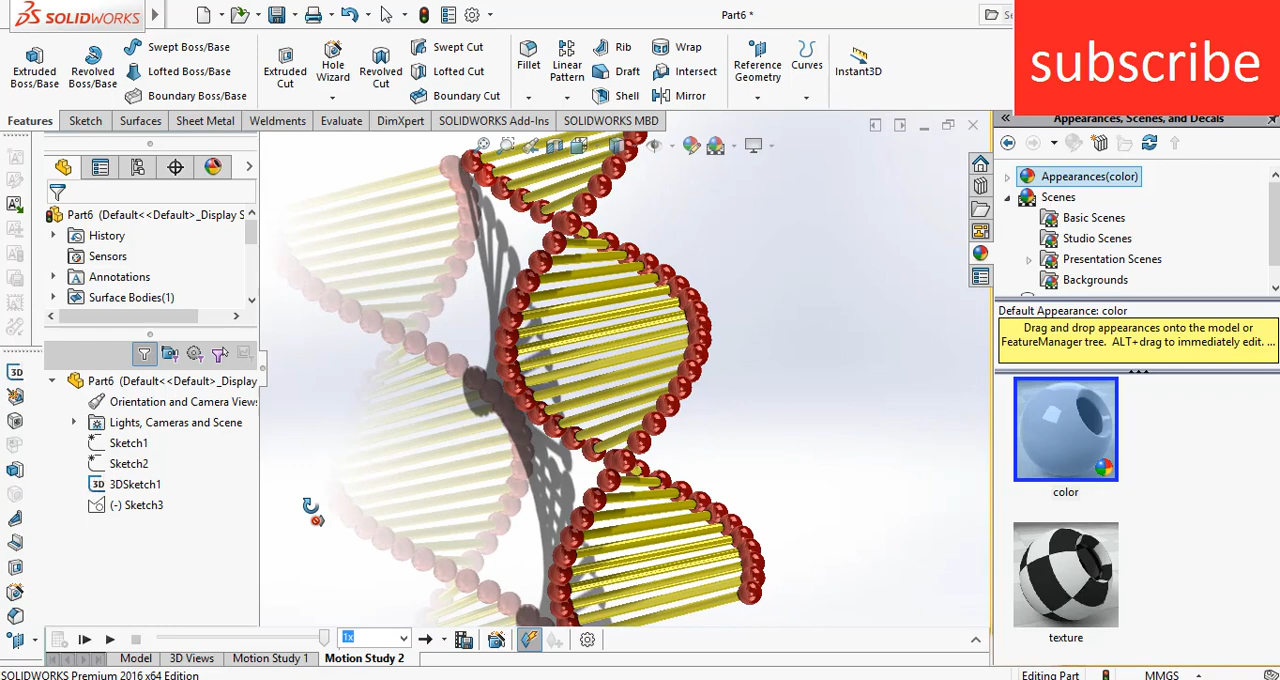 SOLIDWORKS
Part6 *
Se
subscribe
Extruded Boss/Base
Revolved Boss/Base
Swept Boss/Base
Lofted Boss/Base
Boundary Boss/Base
Extruded Cut
Hole Wizard
Revolved Cut
Swept Cut
Lofted Cut
Boundary Cut
Fillet
Linear Pattern
Rib
Draft
Shell
Wrap
Intersect
Mirror
Reference Geometry
Curves
Instant3D
Features
Sketch
Surfaces
Sheet Metal
Weldments
Evaluate
DimXpert
SOLIDWORKS Add-Ins
SOLIDWORKS MBD
Appearances, Scenes, and Decals
Part6 (Default<<Default>_Display S
History
Sensors
Annotations
Surface Bodies(1)
Part6 (Default<<Default>_Display
Orientation and Camera Views
Lights, Cameras and Scene
Sketch1
Sketch2
3D 3DSketch1
(-) Sketch3
3D
Appearances(color)
Scenes
Basic Scenes
Studio Scenes
Presentation Scenes
Backgrounds
Default Appearance: color
Drag and drop appearances onto the model or
FeatureManager tree. ALT+drag to immediately edit. ...
color
texture
1x
Model
3D Views
Motion Study 1
Motion Study 2
SOLIDWORKS Premium 2016 x64 Edition
Editing Part
MMGS